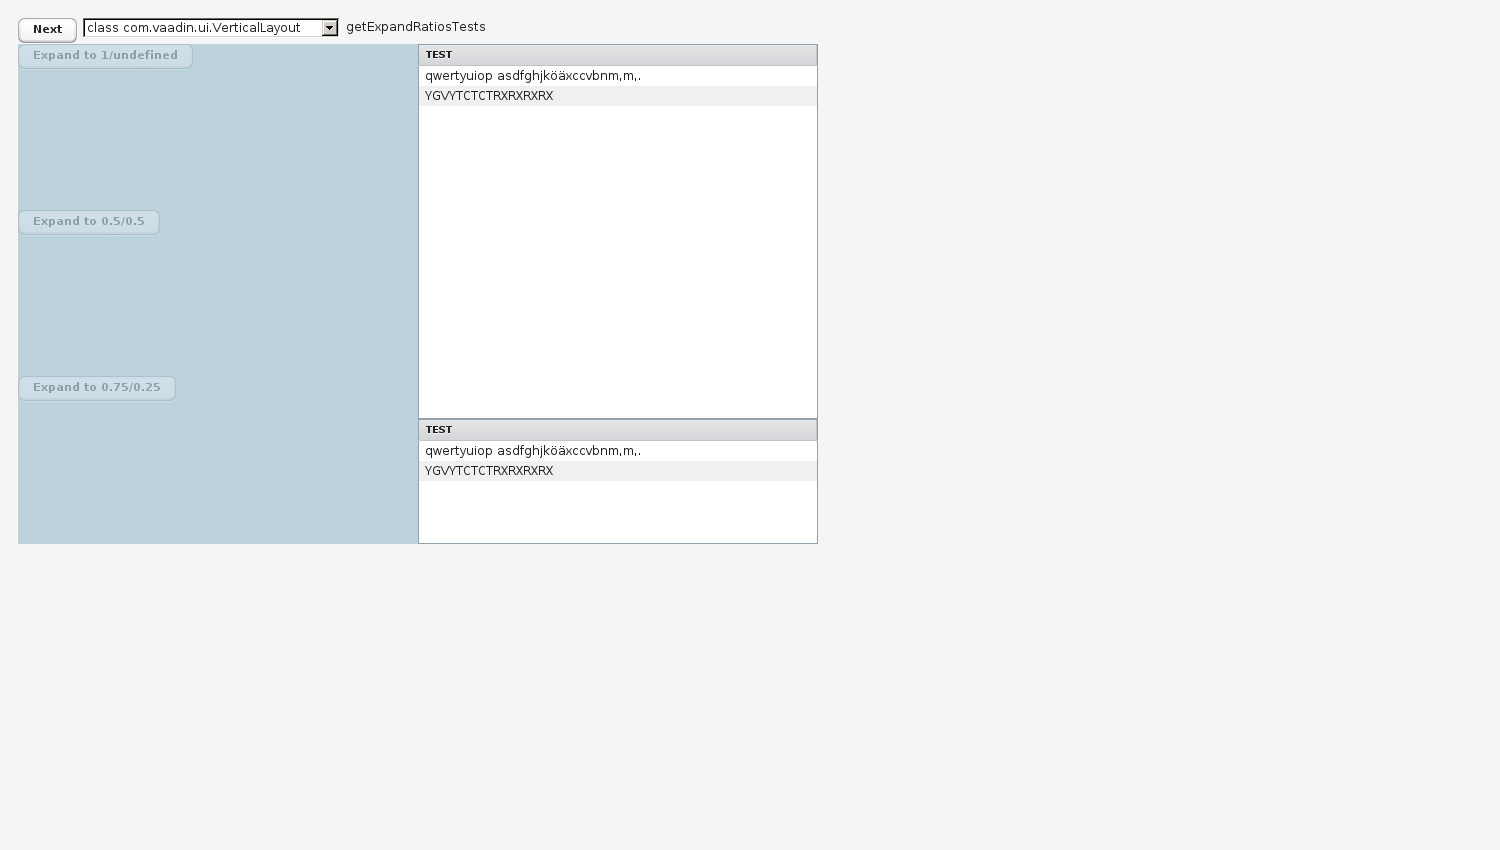 Next class com.vaadin.ui.VerticalLayout getExpandRatiosTests
Expand to 1/undefined
TEST
qwertyuiop asdfghjköäxccvbnm,m,.
YGVYTCTCTRXRXRXRX
Expand to 0.5/0.5
Expand to 0.75/0.25
TEST
qwertyuiop asdfghjköäxccvbnm,m,.
YGVYTCTCTRXRXRXRX